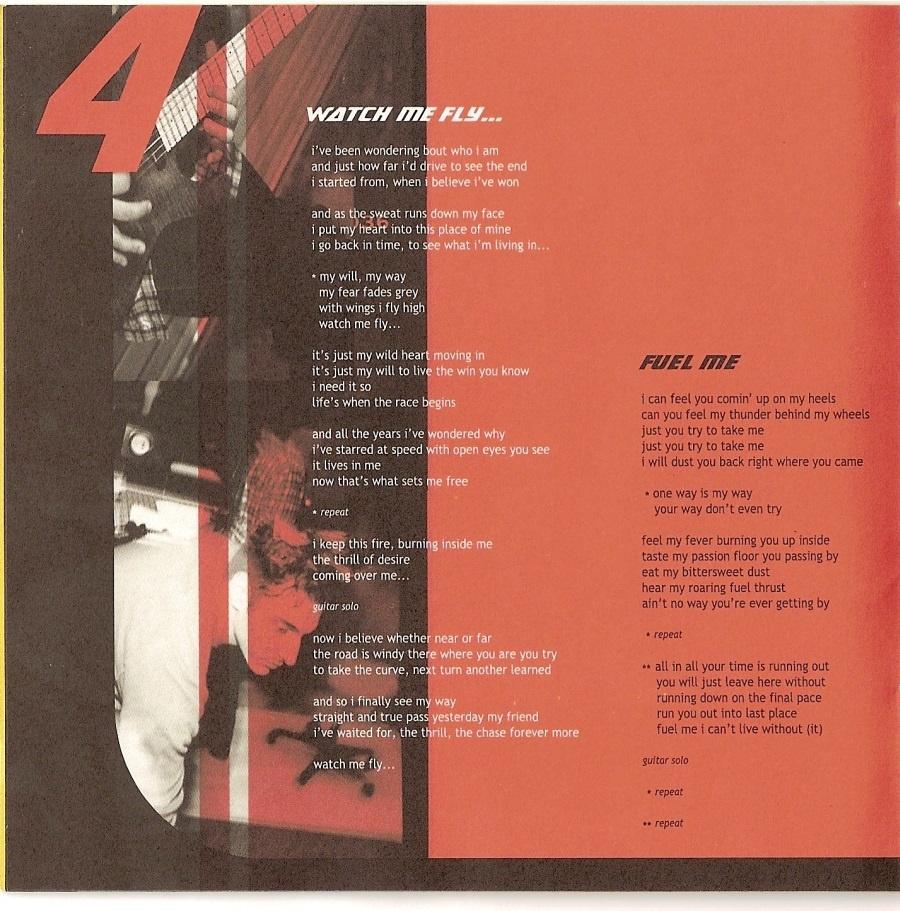 4
WATCH ME FLY...
i've been wondering bout who i am
and just how far i'd drive to see the end
i started from, when i believe i've won
and as the sweat runs down my face
i put my heart into this place of mine
i go back in time, to see what i'm living in...
* my will, my way
my fear fades grey
with wings i fly high
watch me fly...
it's just my wild heart moving in
it's just my will to live the win you know
i need it so
life's when the race begins
and all the years i've wondered why
i've starred at speed with open eyes you see
it lives in me
now that's what sets me free
* repeat
i keep this fire, burning inside me
the thrill of desire
coming over me...
guitar solo
now i believe whether near or far
the road is windy there where you are you try
to take the curve, next turn another learned
and so i finally see my way
straight and true pass yesterday my friend
i've waited for, the thrill, the chase forever more
watch me fly...
FUEL ME
i can feel you comin' up on my heels
can you feel my thunder behind my wheels
just you try to take me
just you try to take me
i will dust you back right where you came
* one way is my way
your way don't even try
feel my fever burning you up inside
taste my passion floor you passing by
eat my bittersweet dust
hear my roaring fuel thrust
ain't no way you're ever getting by
* repeat
** all in all your time is running out
you will just leave here without
running down on the final pace
run you out into last place
fuel me i can't live without (it)
guitar solo
* repeat
** repeat